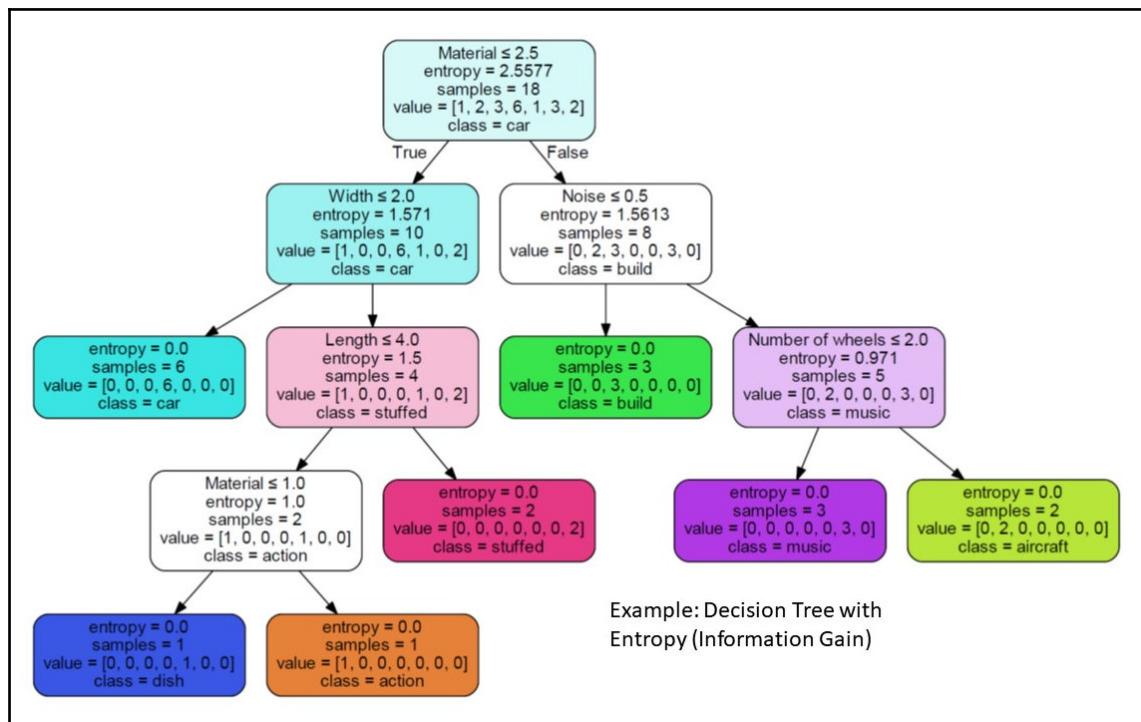 Material ≤ 2.5
entropy = 2.5577
samples = 18
value = [1, 2, 3, 6, 1, 3, 2]
class = car
True
False
Width ≤ 2.0
entropy = 1.571
samples = 10
value = [1, 0, 0, 6, 1, 0, 2]
class = car
Noise ≤ 0.5
entropy = 1.5613
samples = 8
value = [0, 2, 3, 0, 0, 3, 0]
class = build
entropy = 0.0
samples = 6
value = [0, 0, 0, 6, 0, 0, 0]
class = car
Length ≤ 4.0
entropy = 1.5
samples = 4
value = [1, 0, 0, 0, 1, 0, 2]
class = stuffed
entropy = 0.0
samples = 3
value = [0, 0, 3, 0, 0, 0, 0]
class = build
Number of wheels ≤ 2.0
entropy = 0.971
samples = 5
value = [0, 2, 0, 0, 0, 3, 0]
class = music
Material ≤ 1.0
entropy = 1.0
samples = 2
value = [1, 0, 0, 0, 1, 0, 0]
class = action
entropy = 0.0
samples = 2
value = [0, 0, 0, 0, 0, 0, 2]
class = stuffed
entropy = 0.0
samples = 3
value = [0, 0, 0, 0, 0, 3, 0]
class = music
entropy = 0.0
samples = 2
value = [0, 2, 0, 0, 0, 0, 0]
class = aircraft
entropy = 0.0
samples = 1
value = [0, 0, 0, 0, 1, 0, 0]
class = dish
entropy = 0.0
samples = 1
value = [1, 0, 0, 0, 0, 0, 0]
class = action
Example: Decision Tree with
Entropy (Information Gain)